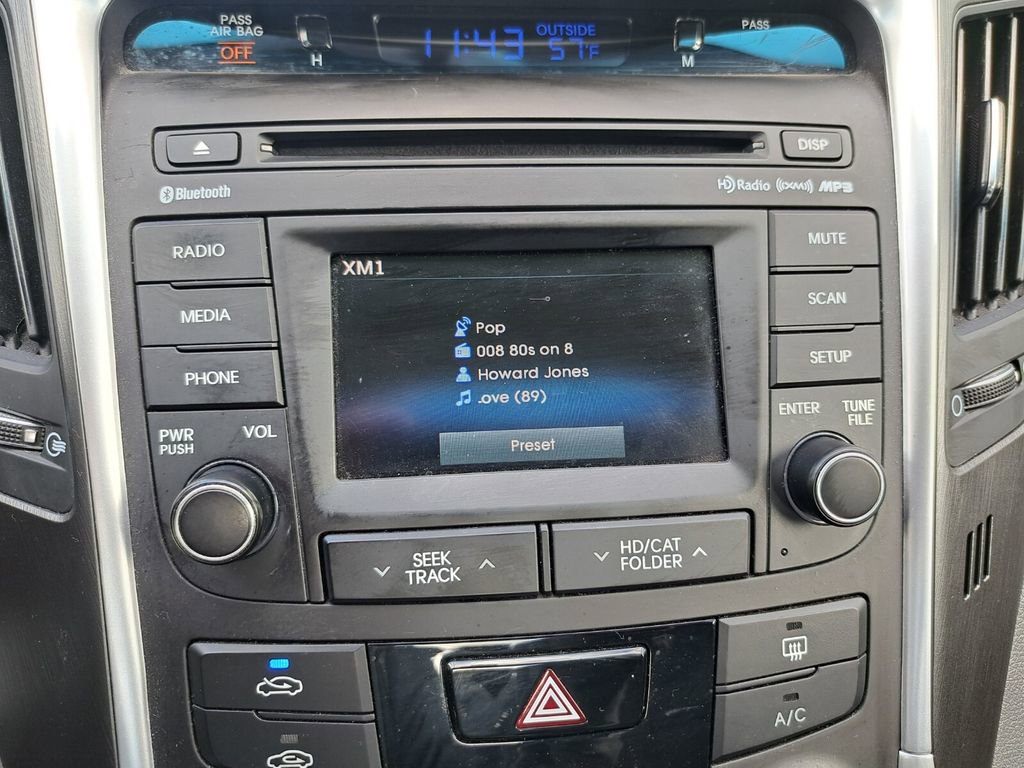 PASS
AIR BAG
OFF
H
11:43
OUTSIDE
57°F
M
PASS
DISP
Bluetooth
HD Radio ((XM)) MP3
RADIO
MEDIA
PHONE
PWR
PUSH
VOL
XM1
Pop
008 80s on 8
Howard Jones
.ove (89)
Preset
MUTE
SCAN
SETUP
ENTER
TUNE
FILE
SEEK
TRACK
HD/CAT
FOLDER
A/C